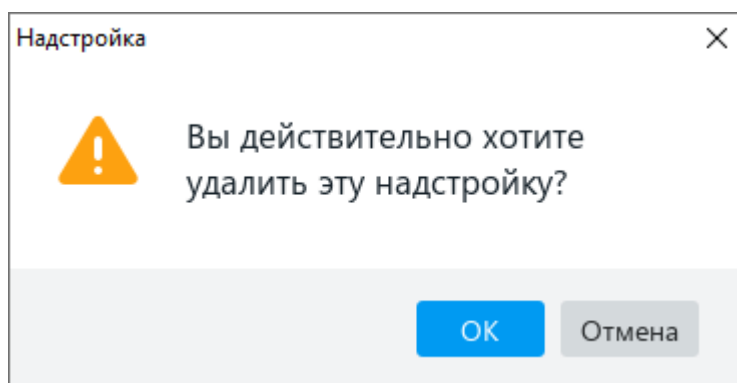 Надстройка
Вы действительно хотите
удалить эту надстройку?
ОК
Отмена